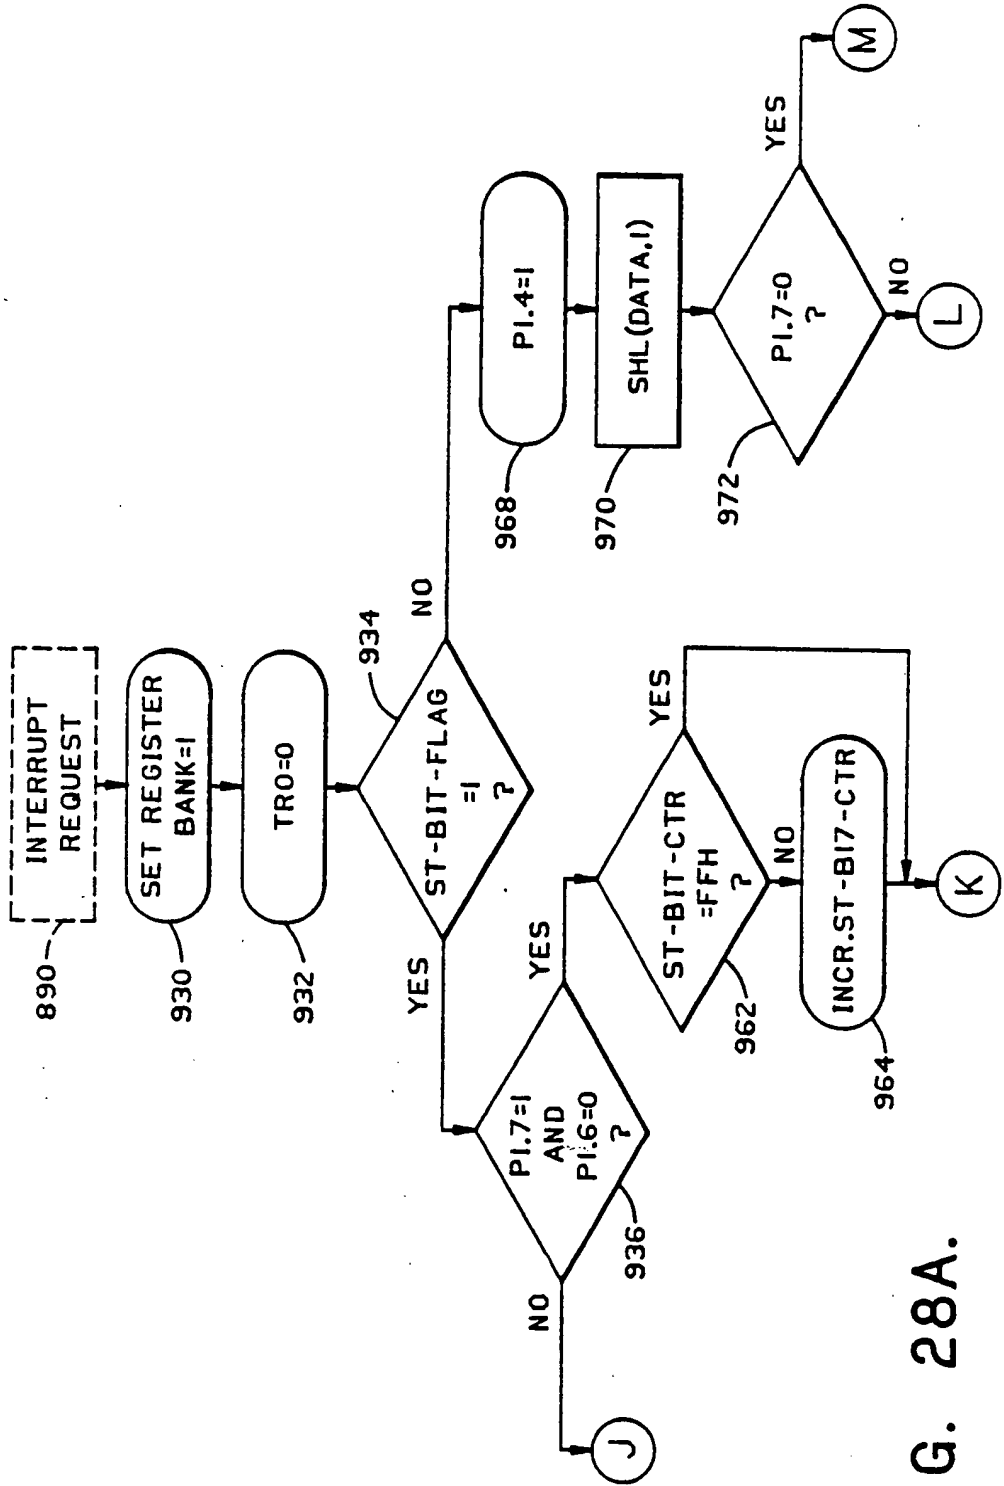 INTERRUPT
REQUEST
890
SET REGISTER
BANK=1
930
TR0=0
932
ST-BIT-FLAG
=1
?
934
YES
NO
P1.7=1
AND
P1.6=0
?
936
NO
YES
J
ST-BIT-CTR
=FFH
?
962
YES
NO
INCR.ST-BI7-CTR
964
K
P1.4=1
968
SHL(DATA,1)
970
P1.7=0
?
972
YES
NO
L
M
G. 28A.